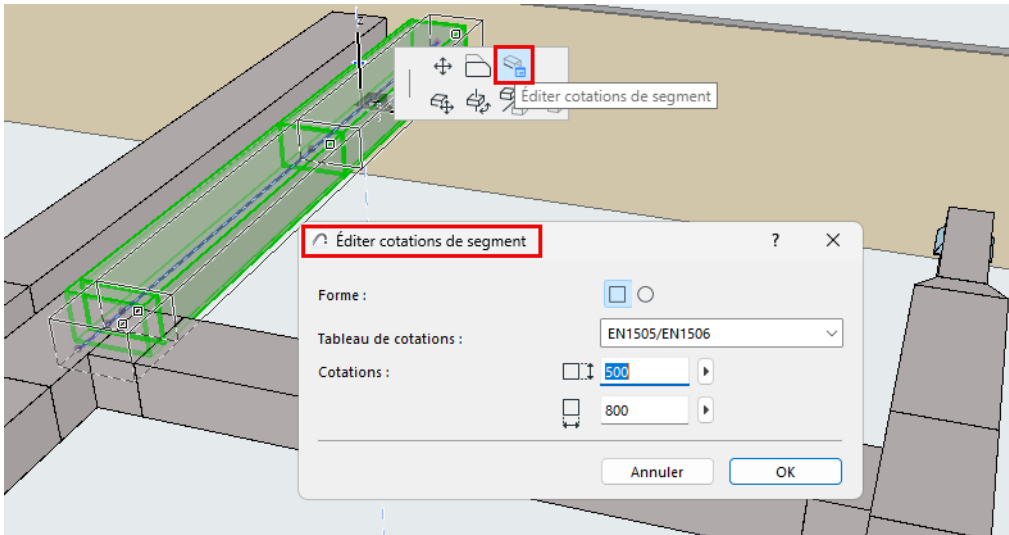 z
Éditer cotations de segment
Éditer cotations de segment
?
Forme :
Tableau de cotations :
EN1505/EN1506
Cotations :
500
800
Annuler
OK